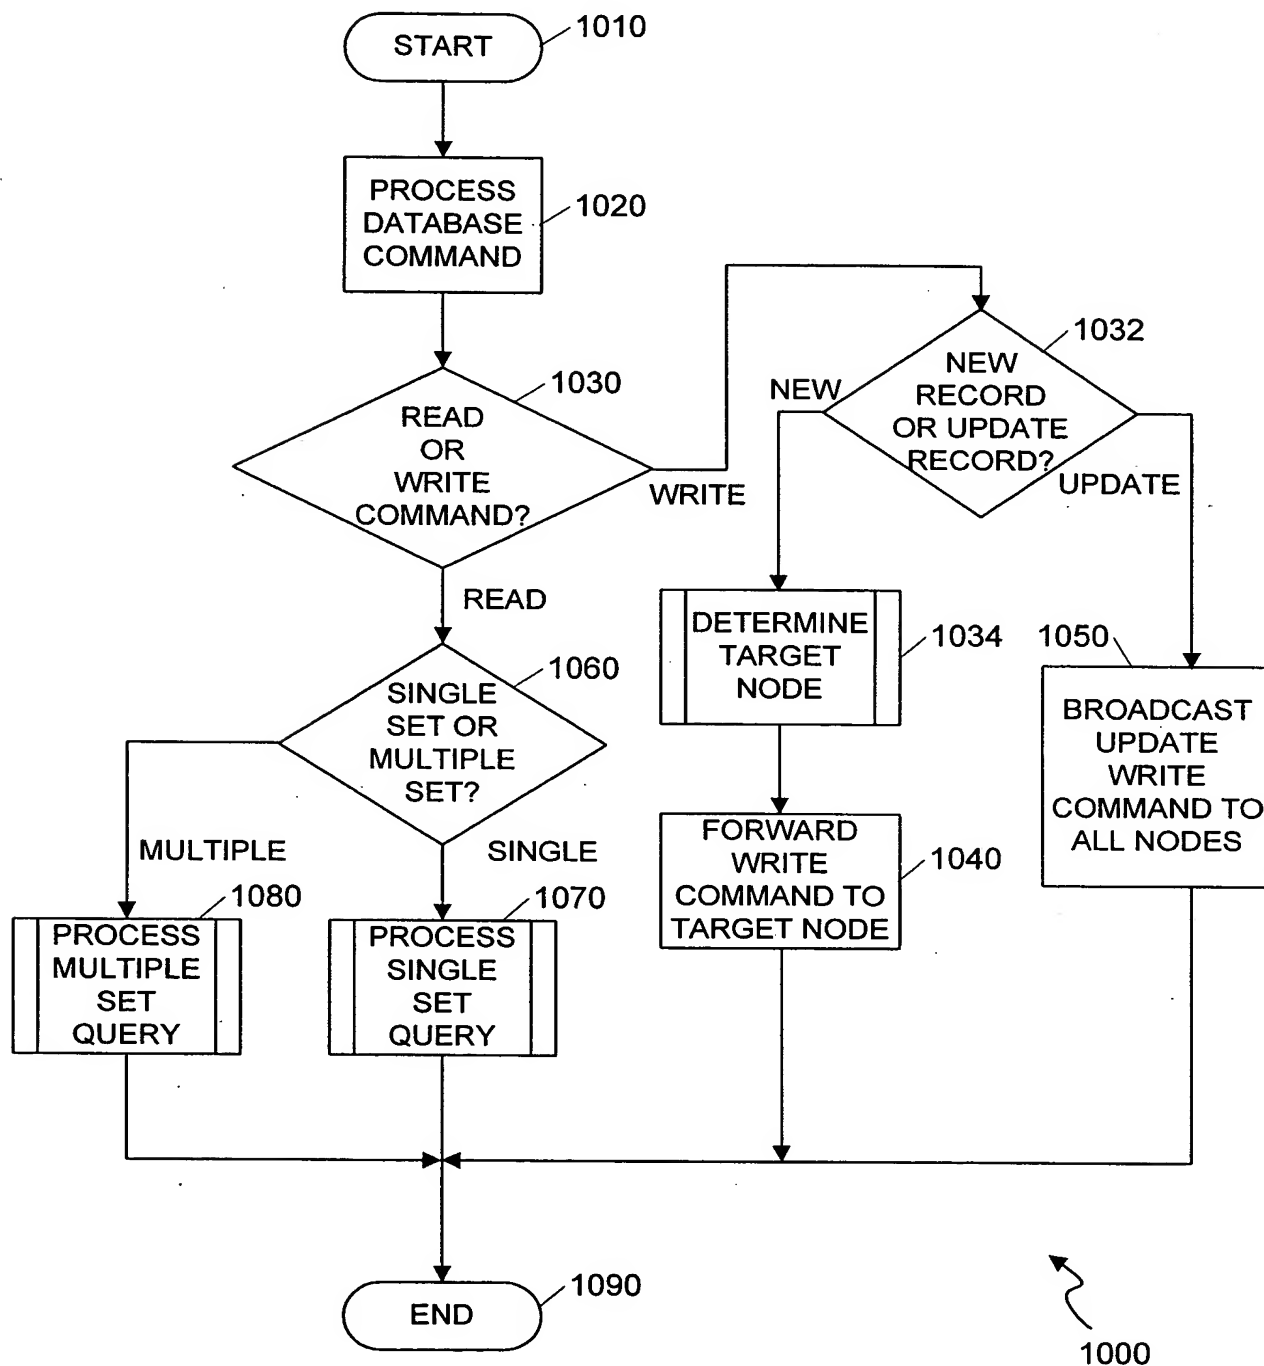 START
1010
PROCESS
DATABASE
COMMAND
1020
READ
OR
WRITE
COMMAND?
1030
WRITE
NEW
RECORD
OR UPDATE
RECORD?
1032
NEW
UPDATE
READ
DETERMINE
TARGET
NODE
1034
1050
BROADCAST
UPDATE
WRITE
COMMAND TO
ALL NODES
SINGLE
SET OR
MULTIPLE
SET?
1060
FORWARD
WRITE
COMMAND TO
TARGET NODE
1040
MULTIPLE
SINGLE
1080
PROCESS
MULTIPLE
SET
QUERY
1070
PROCESS
SINGLE
SET
QUERY
END
1090
1000